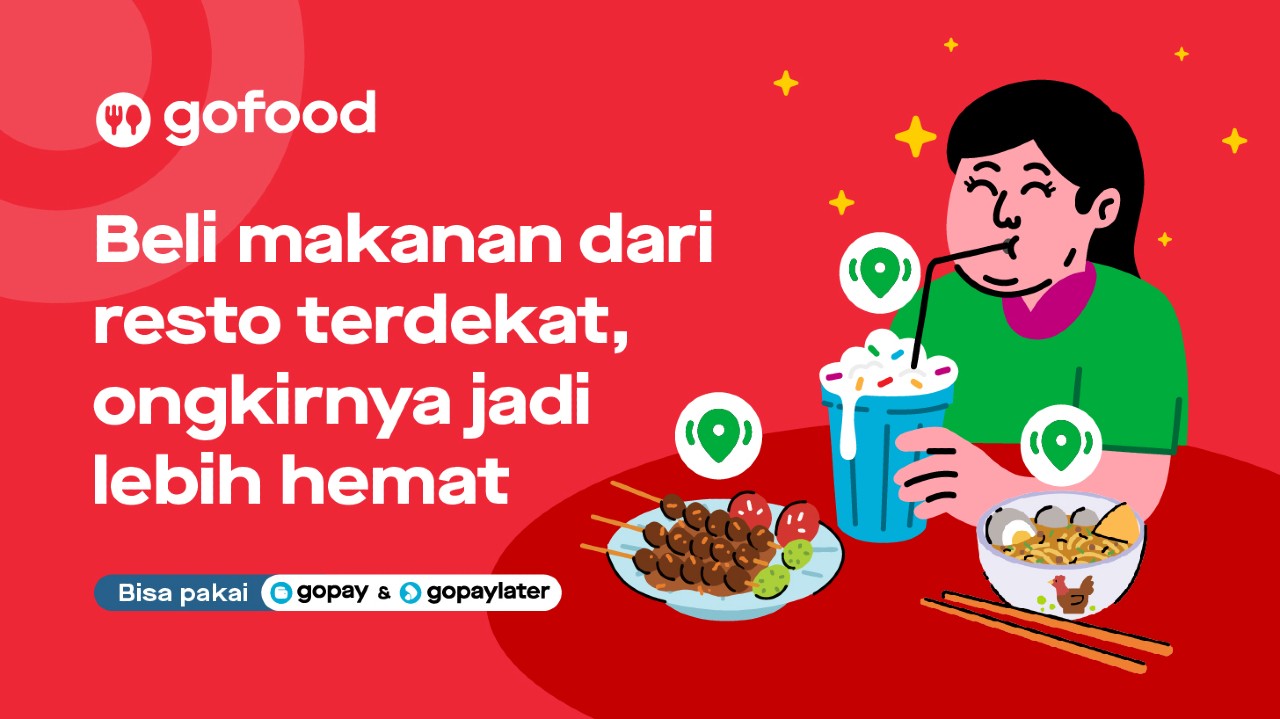 gofood
Beli makanan dari
resto terdekat,
ongkirnya jadi
lebih hemat
Bisa pakai gopay & gopaylater